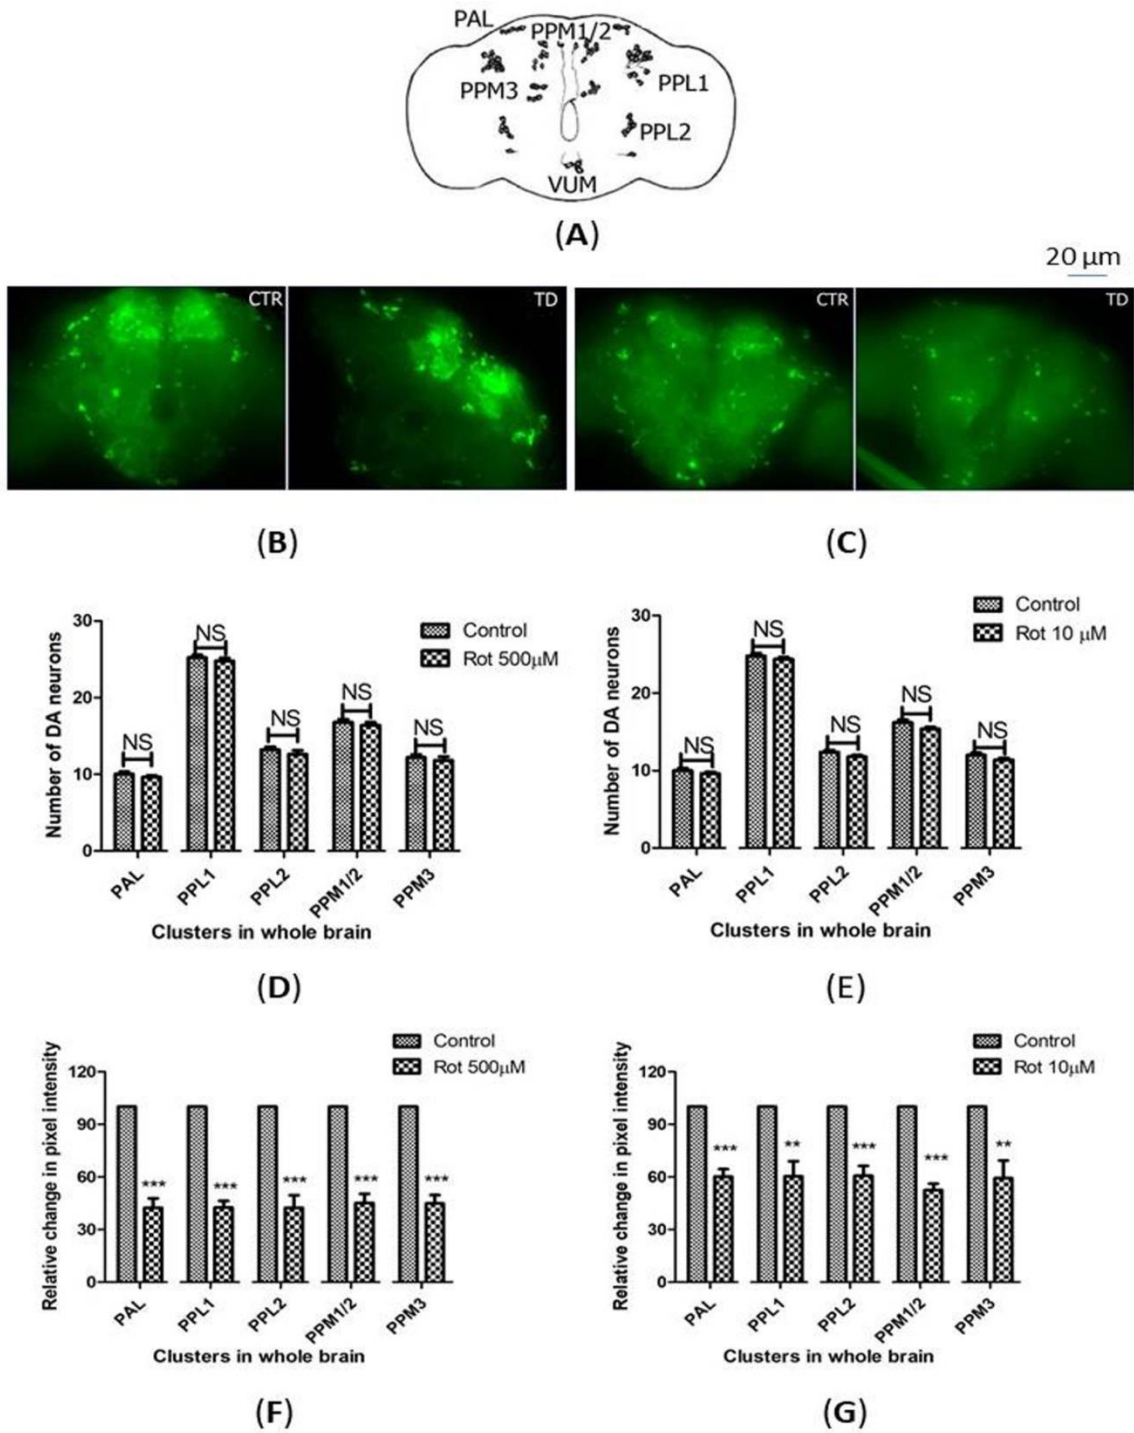 PAL
PPM1/2
PPM3
PPL1
PPL2
VUM
(A)
20 µm
CTR
TD
CTR
TD
(B)
(C)
Number of DA neurons
30
20
10
0
NS
NS
NS
NS
NS
Control
Rot 500µM
PAL
PPL1
PPL2
PPM1/2
PPM3
Clusters in whole brain
(D)
Number of DA neurons
30
20
10
0
NS
NS
NS
NS
NS
Control
Rot 10 µM
PAL
PPL1
PPL2
PPM1/2
PPM3
Clusters in whole brain
(E)
Relative change in pixel intensity
120
90
60
30
0
***
***
***
***
***
Control
Rot 500µM
PAL
PPL1
PPL2
PPM1/2
PPM3
Clusters in whole brain
(F)
Relative change in pixel intensity
120
90
60
30
0
***
**
***
***
**
Control
Rot 10µM
PAL
PPL1
PPL2
PPM1/2
PPM3
Clusters in whole brain
(G)